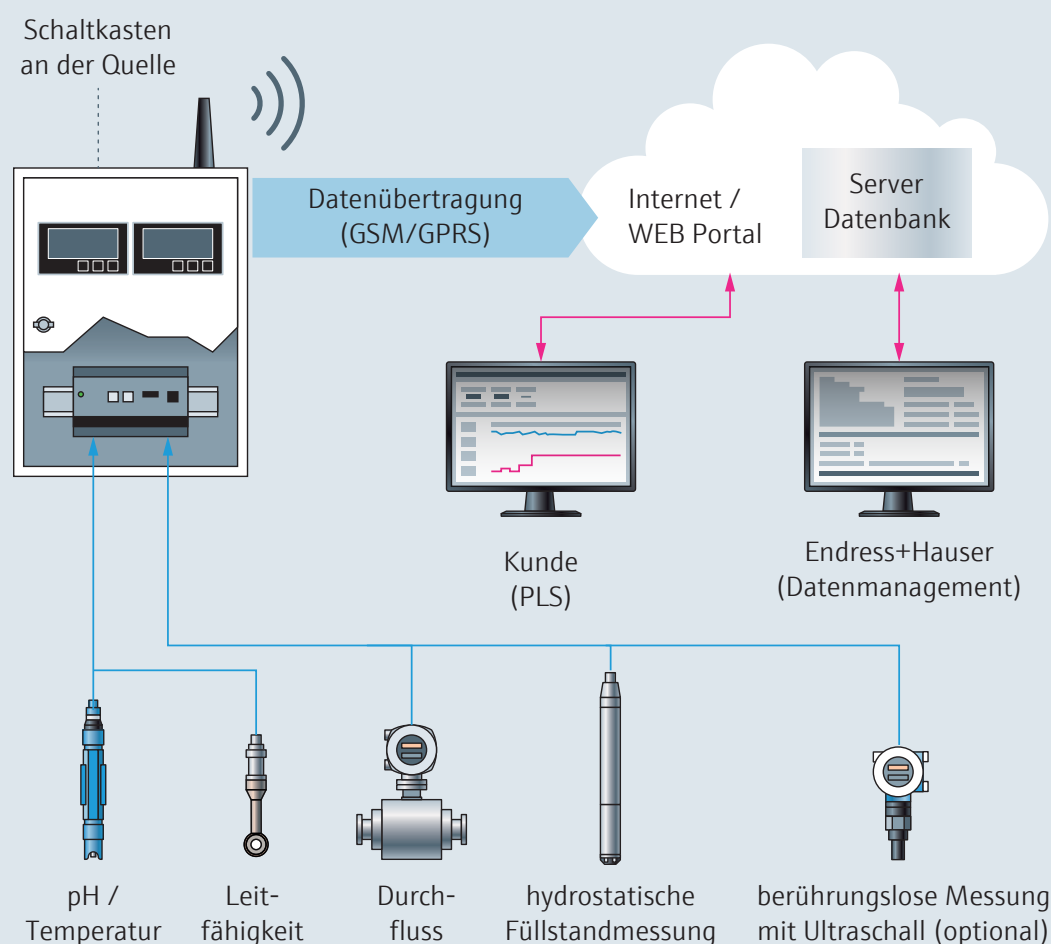 Schaltkasten
an der Quelle
Datenübertragung
(GSM/GPRS)
Internet /
WEB Portal
Server
Datenbank
Kunde
(PLS)
Endress+Hauser
(Datenmanagement)
pH /
Temperatur
Leit-
fähigkeit
Durch-
fluss
hydrostatische
Füllstandmessung
berührungslose Messung
mit Ultraschall (optional)